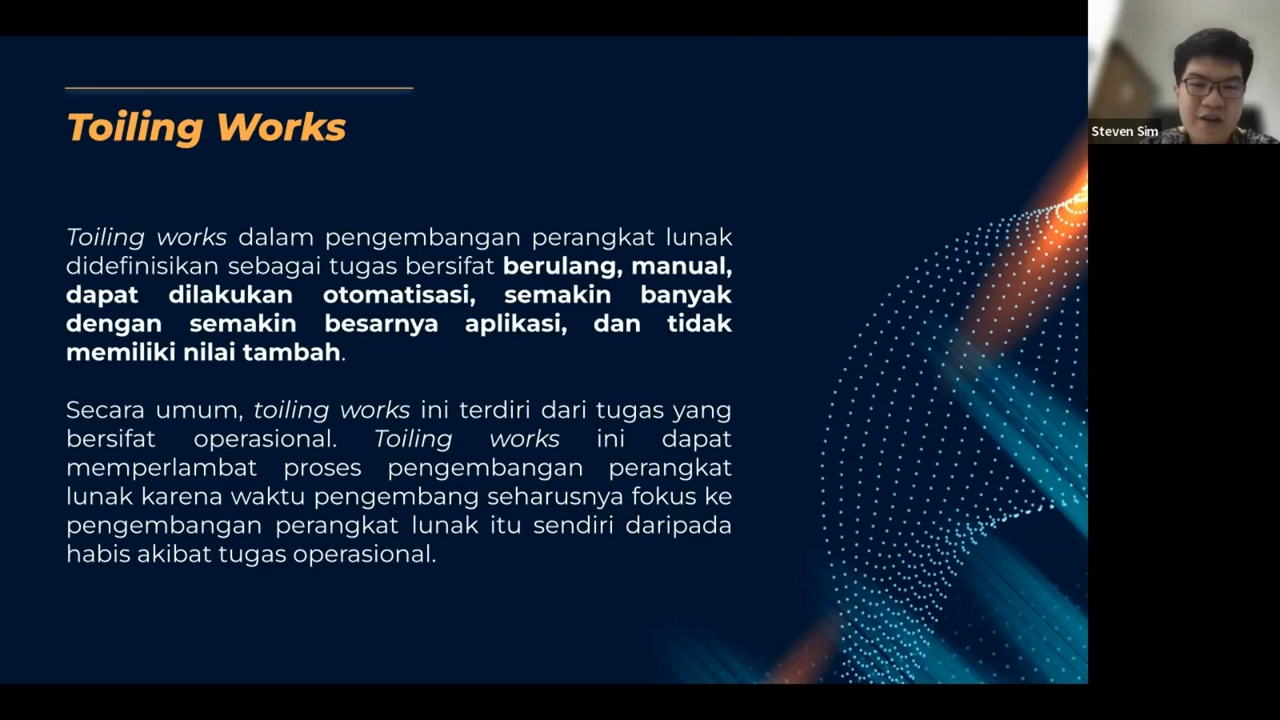 Toiling Works
Toiling works dalam pengembangan perangkat lunak
didefinisikan sebagai tugas bersifat berulang, manual,
dapat dilakukan otomatisasi, semakin banyak
dengan semakin besarnya aplikasi, dan tidak
memiliki nilai tambah.
Secara umum, toiling works ini terdiri dari tugas yang
bersifat operasional. Toiling works ini dapat
memperlambat proses pengembangan perangkat
lunak karena waktu pengembang seharusnya fokus ke
pengembangan perangkat lunak itu sendiri daripada
habis akibat tugas operasional.
Steven Sim